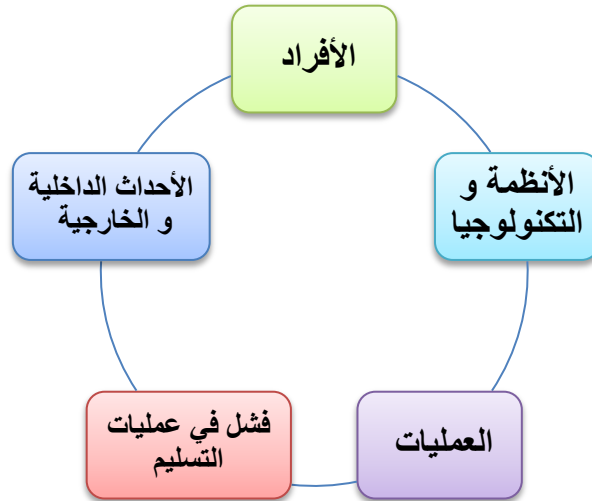 الأفراد
الأنظمة و
التكنولوجيا
العمليات
فشل في عمليات
التسليم
الأحداث الداخلية
و الخارجية